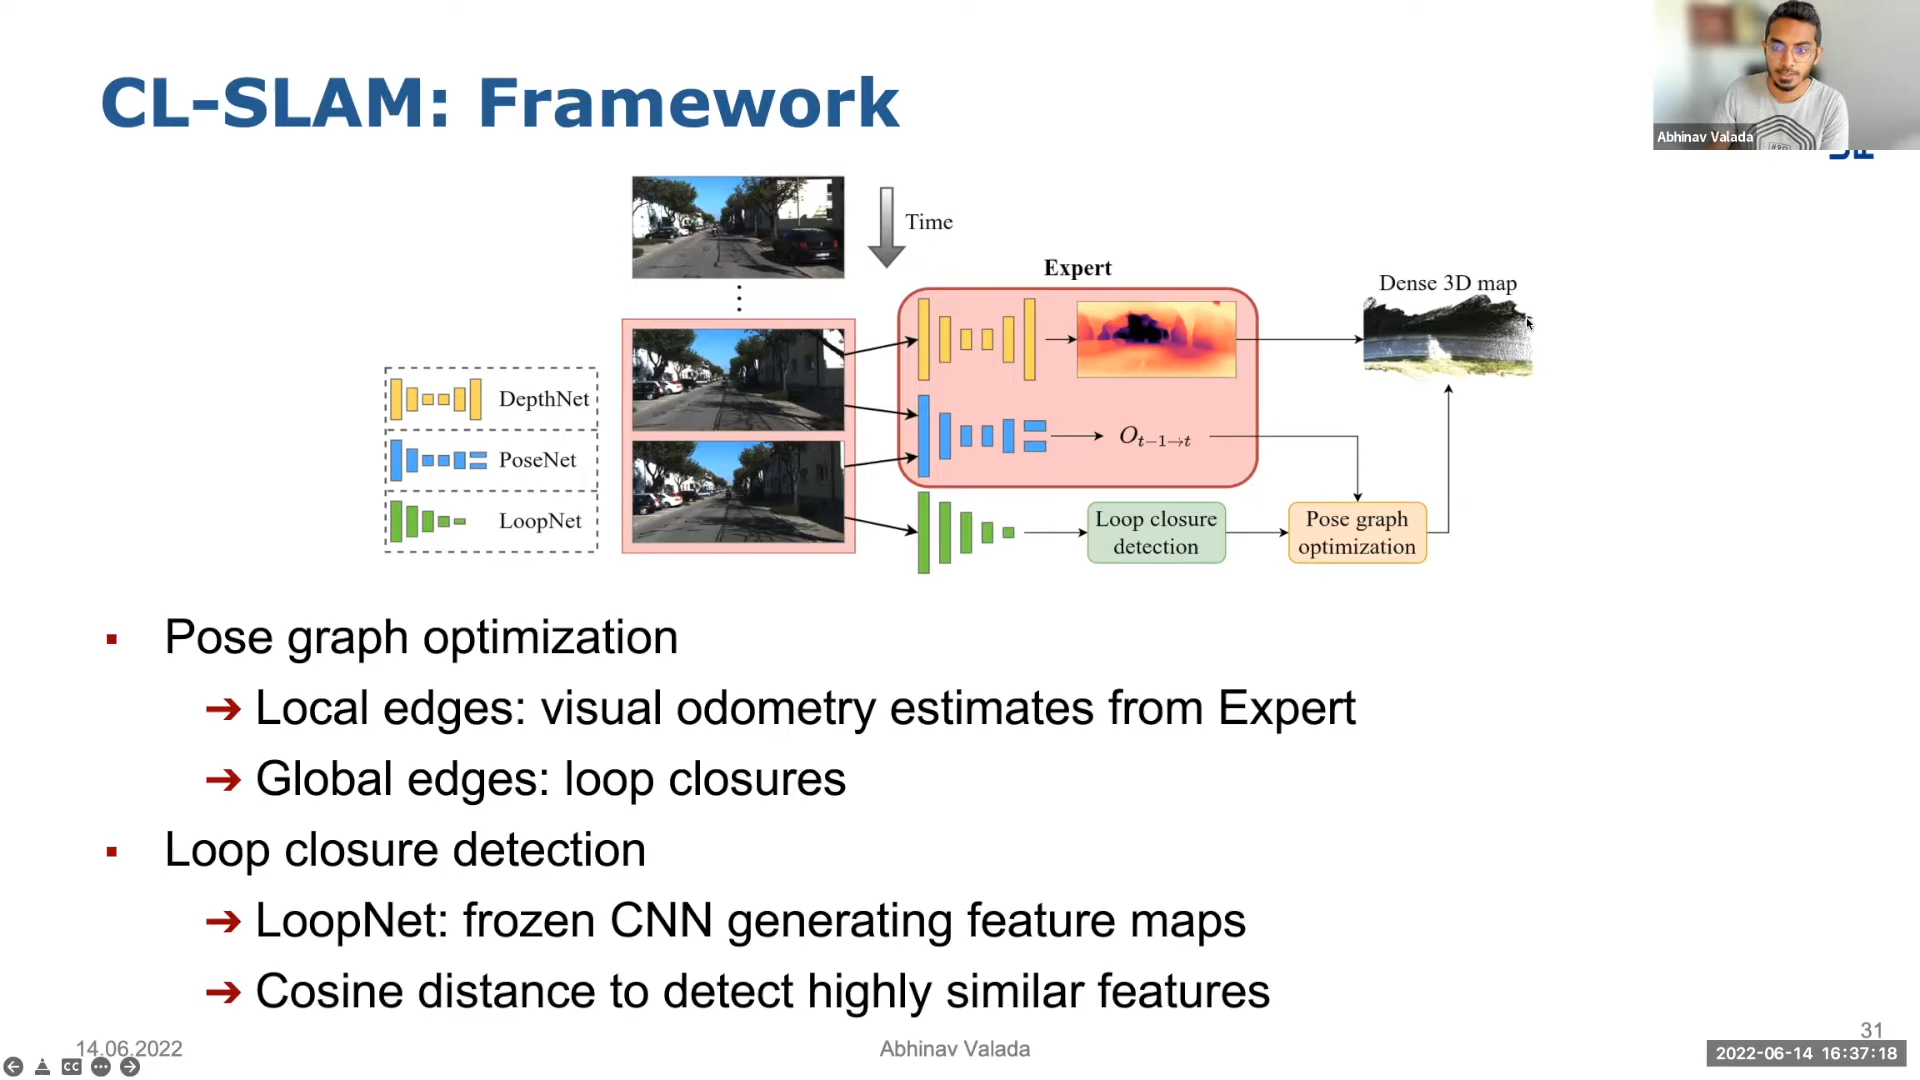 CL-SLAM: Framework
Abhinav Valada
Time
Expert
Dense 3D map
DepthNet
PoseNet
LoopNet
O_{t−1→t}
Loop closure
detection
Pose graph
optimization
▪ Pose graph optimization
➔ Local edges: visual odometry estimates from Expert
➔ Global edges: loop closures
▪ Loop closure detection
➔ LoopNet: frozen CNN generating feature maps
➔ Cosine distance to detect highly similar features
14.06.2022
Abhinav Valada
31
CC
2022-06-14 16:37:18